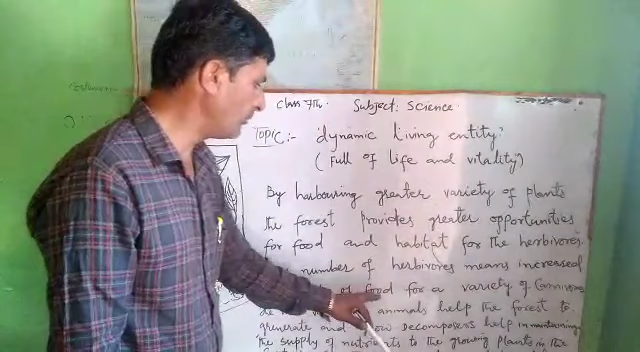 Class 7th. Subject: Science.
Topic:- dynamic living entity?
(Full of life and vitality)
By harbouring greater variety of plants
the forest provides greater opportunities
for food and habitat for the herbivores.
number of herbivores means increased
of food for a variety of carnivores
animals help the forest to
grenerate and decomposers help in maintaining
the supply of nutrients to the growing plants in the